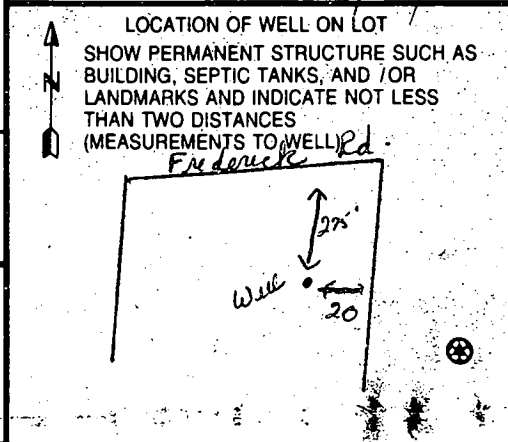 LOCATION OF WELL ON LOT
SHOW PERMANENT STRUCTURE SUCH AS
N BUILDING, SEPTIC TANKS, AND /OR
LANDMARKS AND INDICATE NOT LESS
THAN TWO DISTANCES
(MEASUREMENTS TO WELL)
Frederick Rd.
275'
Well
20